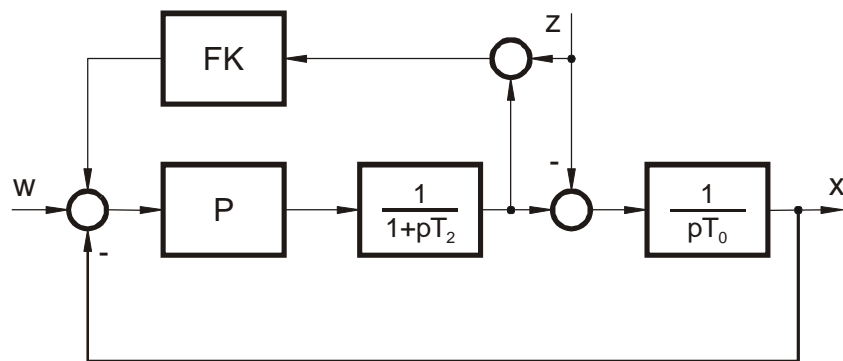 z
FK
-
w
P
1
1+pT₂
1
pT₀
x
-